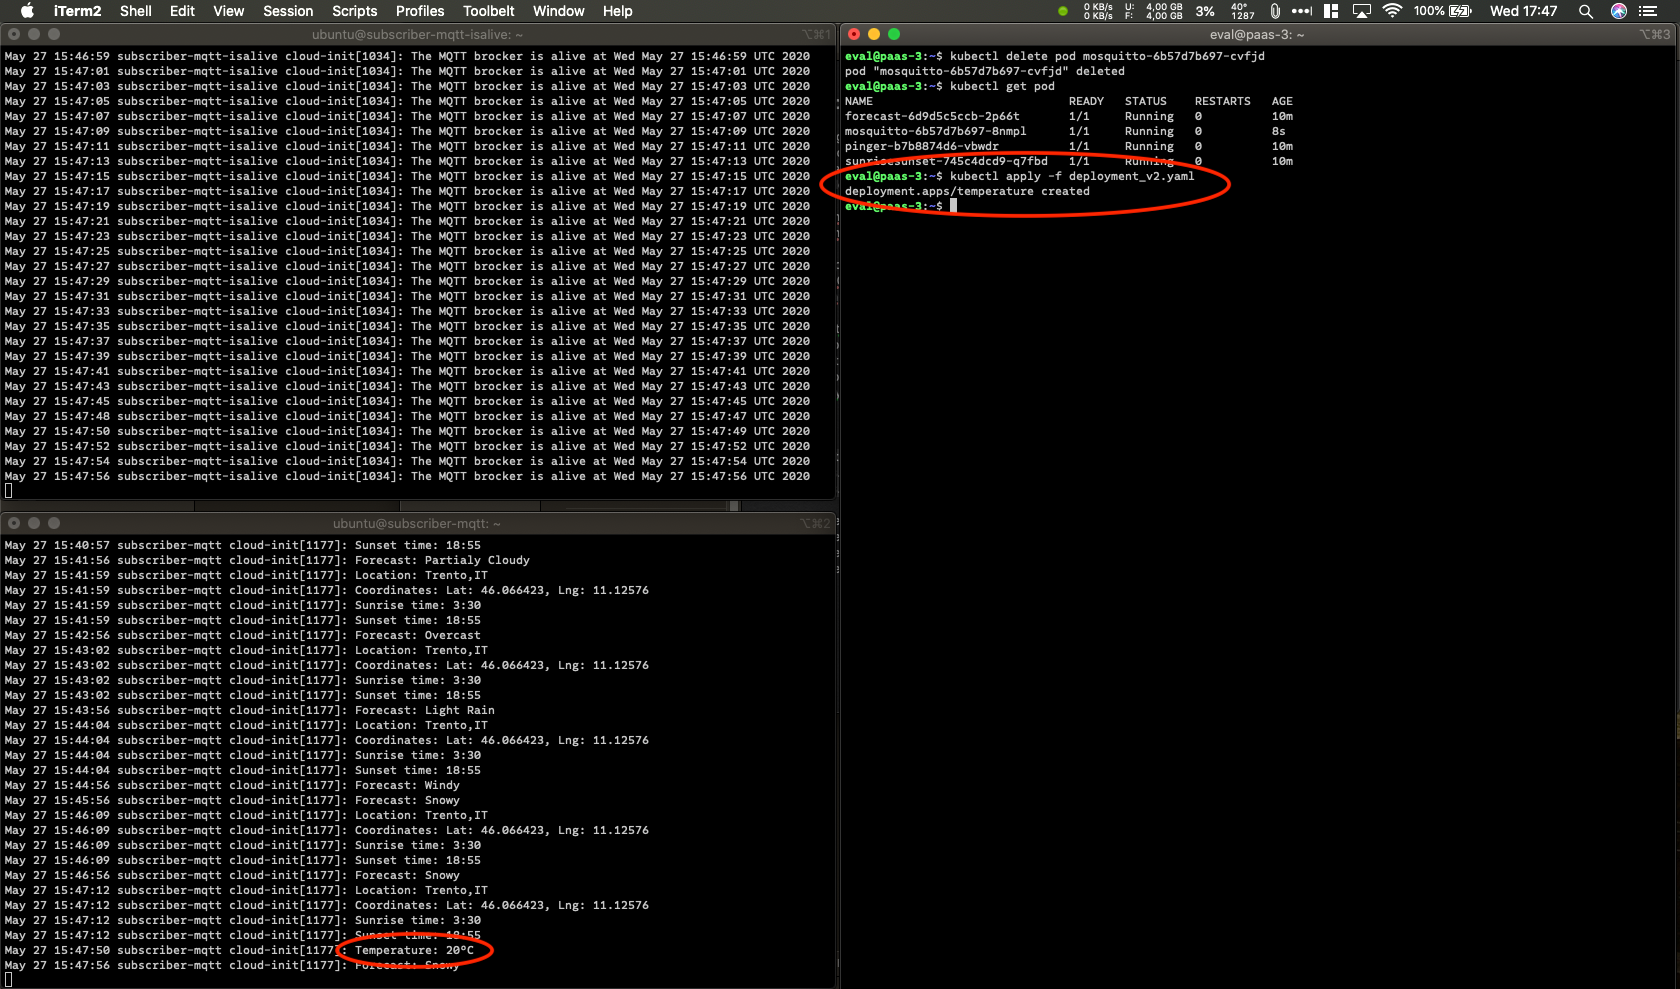 iTerm2 Shell Edit View Session Scripts Profiles Toolbelt Window Help 0 KB/s 0 KB/s U: 4,00 GB F: 4,00 GB 3% 40° 1287 100% Wed 17:47
ubuntu@subscriber-mqtt-isalive: ~ ⌥⌘1
May 27 15:46:59 subscriber-mqtt-isalive cloud-init[1034]: The MQTT brocker is alive at Wed May 27 15:46:59 UTC 2020
May 27 15:47:01 subscriber-mqtt-isalive cloud-init[1034]: The MQTT brocker is alive at Wed May 27 15:47:01 UTC 2020
May 27 15:47:03 subscriber-mqtt-isalive cloud-init[1034]: The MQTT brocker is alive at Wed May 27 15:47:03 UTC 2020
May 27 15:47:05 subscriber-mqtt-isalive cloud-init[1034]: The MQTT brocker is alive at Wed May 27 15:47:05 UTC 2020
May 27 15:47:07 subscriber-mqtt-isalive cloud-init[1034]: The MQTT brocker is alive at Wed May 27 15:47:07 UTC 2020
May 27 15:47:09 subscriber-mqtt-isalive cloud-init[1034]: The MQTT brocker is alive at Wed May 27 15:47:09 UTC 2020
May 27 15:47:11 subscriber-mqtt-isalive cloud-init[1034]: The MQTT brocker is alive at Wed May 27 15:47:11 UTC 2020
May 27 15:47:13 subscriber-mqtt-isalive cloud-init[1034]: The MQTT brocker is alive at Wed May 27 15:47:13 UTC 2020
May 27 15:47:15 subscriber-mqtt-isalive cloud-init[1034]: The MQTT brocker is alive at Wed May 27 15:47:15 UTC 2020
May 27 15:47:17 subscriber-mqtt-isalive cloud-init[1034]: The MQTT brocker is alive at Wed May 27 15:47:17 UTC 2020
May 27 15:47:19 subscriber-mqtt-isalive cloud-init[1034]: The MQTT brocker is alive at Wed May 27 15:47:19 UTC 2020
May 27 15:47:21 subscriber-mqtt-isalive cloud-init[1034]: The MQTT brocker is alive at Wed May 27 15:47:21 UTC 2020
May 27 15:47:23 subscriber-mqtt-isalive cloud-init[1034]: The MQTT brocker is alive at Wed May 27 15:47:23 UTC 2020
May 27 15:47:25 subscriber-mqtt-isalive cloud-init[1034]: The MQTT brocker is alive at Wed May 27 15:47:25 UTC 2020
May 27 15:47:27 subscriber-mqtt-isalive cloud-init[1034]: The MQTT brocker is alive at Wed May 27 15:47:27 UTC 2020
May 27 15:47:29 subscriber-mqtt-isalive cloud-init[1034]: The MQTT brocker is alive at Wed May 27 15:47:29 UTC 2020
May 27 15:47:31 subscriber-mqtt-isalive cloud-init[1034]: The MQTT brocker is alive at Wed May 27 15:47:31 UTC 2020
May 27 15:47:33 subscriber-mqtt-isalive cloud-init[1034]: The MQTT brocker is alive at Wed May 27 15:47:33 UTC 2020
May 27 15:47:35 subscriber-mqtt-isalive cloud-init[1034]: The MQTT brocker is alive at Wed May 27 15:47:35 UTC 2020
May 27 15:47:37 subscriber-mqtt-isalive cloud-init[1034]: The MQTT brocker is alive at Wed May 27 15:47:37 UTC 2020
May 27 15:47:39 subscriber-mqtt-isalive cloud-init[1034]: The MQTT brocker is alive at Wed May 27 15:47:39 UTC 2020
May 27 15:47:41 subscriber-mqtt-isalive cloud-init[1034]: The MQTT brocker is alive at Wed May 27 15:47:41 UTC 2020
May 27 15:47:43 subscriber-mqtt-isalive cloud-init[1034]: The MQTT brocker is alive at Wed May 27 15:47:43 UTC 2020
May 27 15:47:45 subscriber-mqtt-isalive cloud-init[1034]: The MQTT brocker is alive at Wed May 27 15:47:45 UTC 2020
May 27 15:47:48 subscriber-mqtt-isalive cloud-init[1034]: The MQTT brocker is alive at Wed May 27 15:47:47 UTC 2020
May 27 15:47:50 subscriber-mqtt-isalive cloud-init[1034]: The MQTT brocker is alive at Wed May 27 15:47:49 UTC 2020
May 27 15:47:52 subscriber-mqtt-isalive cloud-init[1034]: The MQTT brocker is alive at Wed May 27 15:47:52 UTC 2020
May 27 15:47:54 subscriber-mqtt-isalive cloud-init[1034]: The MQTT brocker is alive at Wed May 27 15:47:54 UTC 2020
May 27 15:47:56 subscriber-mqtt-isalive cloud-init[1034]: The MQTT brocker is alive at Wed May 27 15:47:56 UTC 2020
ubuntu@subscriber-mqtt: ~ ⌥⌘2
May 27 15:40:57 subscriber-mqtt cloud-init[1177]: Sunset time: 18:55
May 27 15:41:56 subscriber-mqtt cloud-init[1177]: Forecast: Partialy Cloudy
May 27 15:41:59 subscriber-mqtt cloud-init[1177]: Location: Trento,IT
May 27 15:41:59 subscriber-mqtt cloud-init[1177]: Coordinates: Lat: 46.066423, Lng: 11.12576
May 27 15:41:59 subscriber-mqtt cloud-init[1177]: Sunrise time: 3:30
May 27 15:41:59 subscriber-mqtt cloud-init[1177]: Sunset time: 18:55
May 27 15:42:56 subscriber-mqtt cloud-init[1177]: Forecast: Overcast
May 27 15:43:02 subscriber-mqtt cloud-init[1177]: Location: Trento,IT
May 27 15:43:02 subscriber-mqtt cloud-init[1177]: Coordinates: Lat: 46.066423, Lng: 11.12576
May 27 15:43:02 subscriber-mqtt cloud-init[1177]: Sunrise time: 3:30
May 27 15:43:02 subscriber-mqtt cloud-init[1177]: Sunset time: 18:55
May 27 15:43:56 subscriber-mqtt cloud-init[1177]: Forecast: Light Rain
May 27 15:44:04 subscriber-mqtt cloud-init[1177]: Location: Trento,IT
May 27 15:44:04 subscriber-mqtt cloud-init[1177]: Coordinates: Lat: 46.066423, Lng: 11.12576
May 27 15:44:04 subscriber-mqtt cloud-init[1177]: Sunrise time: 3:30
May 27 15:44:04 subscriber-mqtt cloud-init[1177]: Sunset time: 18:55
May 27 15:44:56 subscriber-mqtt cloud-init[1177]: Forecast: Windy
May 27 15:45:56 subscriber-mqtt cloud-init[1177]: Forecast: Snowy
May 27 15:46:09 subscriber-mqtt cloud-init[1177]: Location: Trento,IT
May 27 15:46:09 subscriber-mqtt cloud-init[1177]: Coordinates: Lat: 46.066423, Lng: 11.12576
May 27 15:46:09 subscriber-mqtt cloud-init[1177]: Sunrise time: 3:30
May 27 15:46:09 subscriber-mqtt cloud-init[1177]: Sunset time: 18:55
May 27 15:46:56 subscriber-mqtt cloud-init[1177]: Forecast: Snowy
May 27 15:47:12 subscriber-mqtt cloud-init[1177]: Location: Trento,IT
May 27 15:47:12 subscriber-mqtt cloud-init[1177]: Coordinates: Lat: 46.066423, Lng: 11.12576
May 27 15:47:12 subscriber-mqtt cloud-init[1177]: Sunrise time: 3:30
May 27 15:47:12 subscriber-mqtt cloud-init[1177]: Sunset time: 18:55
May 27 15:47:50 subscriber-mqtt cloud-init[1177]: Temperature: 20°C
May 27 15:47:56 subscriber-mqtt cloud-init[1177]: Forecast: Snowy
eval@paas-3: ~ ⌥⌘3
eval@paas-3:~$ kubectl delete pod mosquitto-6b57d7b697-cvfjd
pod "mosquitto-6b57d7b697-cvfjd" deleted
eval@paas-3:~$ kubectl get pod
NAME READY STATUS RESTARTS AGE
forecast-6d9d5c5ccb-2p66t 1/1 Running 0 10m
mosquitto-6b57d7b697-8nmpl 1/1 Running 0 8s
pinger-b7b8874d6-vbwdr 1/1 Running 0 10m
sunrisesunset-745c4dcd9-q7fbd 1/1 Running 0 10m
eval@paas-3:~$ kubectl apply -f deployment_v2.yaml
deployment.apps/temperature created
eval@paas-3:~$